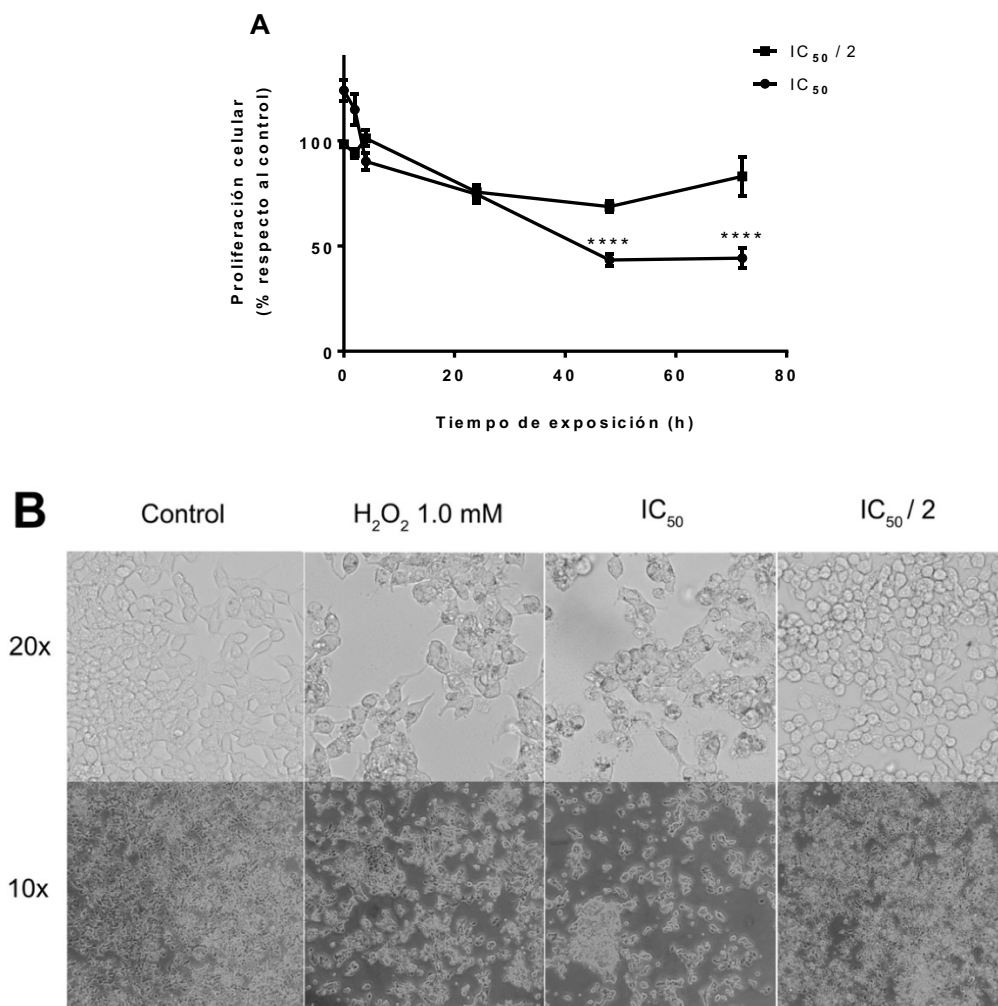 A
IC50 / 2
IC50
Proliferación celular
(% respecto al control)
100
50
0
**** ****
0 20 40 60 80
Tiempo de exposición (h)
B
Control H2O2 1.0 mM IC50 IC50 / 2
20x
10x